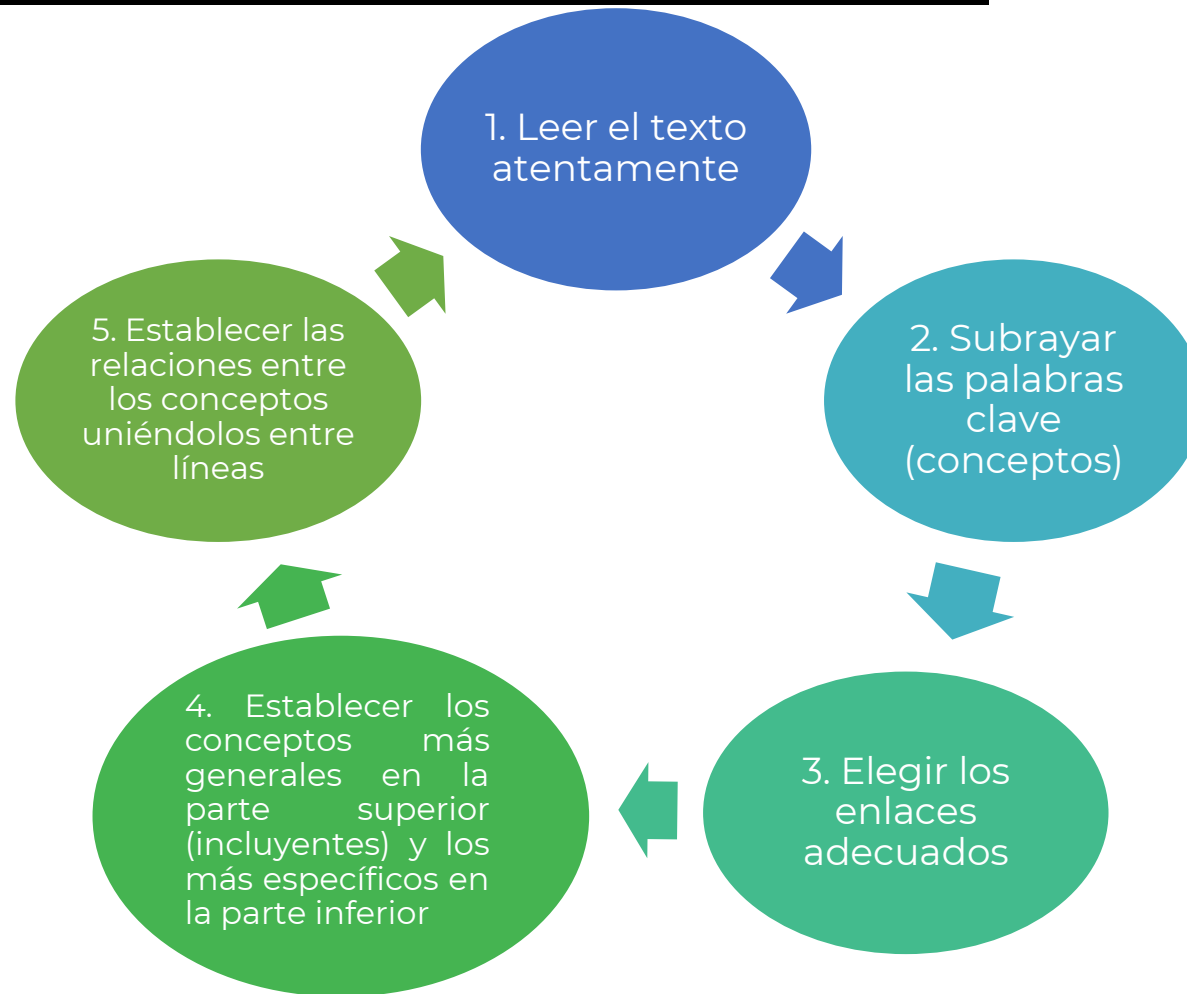 1. Leer el texto
atentamente
2. Subrayar
las palabras
clave
(conceptos)
3. Elegir los
enlaces
adecuados
4. Establecer los
conceptos más
generales en la
parte superior
(incluyentes) y los
más específicos en
la parte inferior
5. Establecer las
relaciones entre
los conceptos
uniéndolos entre
líneas